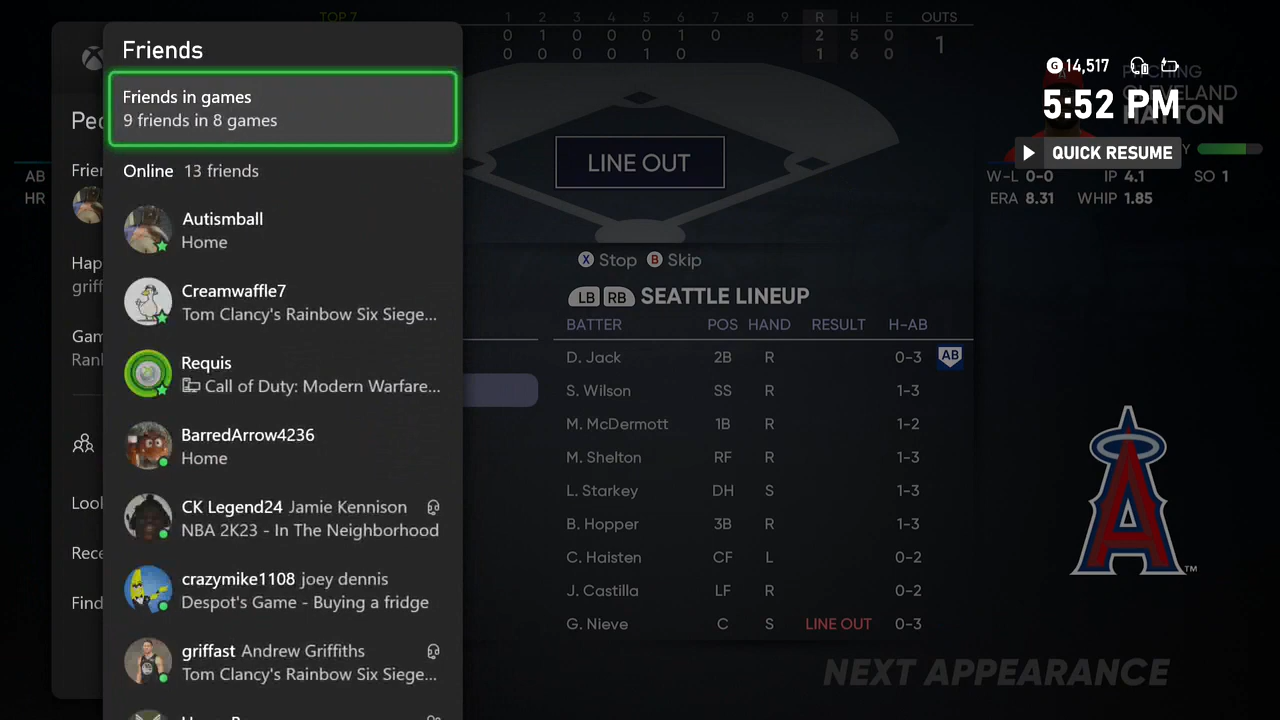 Friends
Friends in games
9 friends in 8 games
Online 13 friends
Autismball
Home
Creamwaffle7
Tom Clancy's Rainbow Six Siege...
Requis
Call of Duty: Modern Warfare...
BarredArrow4236
Home
CK Legend24 Jamie Kennison
NBA 2K23 - In The Neighborhood
crazymike1108 joey dennis
Despot's Game - Buying a fridge
griffast Andrew Griffiths
Tom Clancy's Rainbow Six Siege...
AB
HR
TOP 7
1 2 3 4 5 6 7 8 9 R H E OUTS
0 1 0 0 0 1 0 2 5 0 1
0 0 0 0 1 0 1 6 0
LINE OUT
X Stop B Skip
LB RB SEATTLE LINEUP
BATTER POS HAND RESULT H-AB
D. Jack 2B R 0-3 AB
S. Wilson SS R 1-3
M. McDermott 1B R 1-2
M. Shelton RF R 1-3
L. Starkey DH S 1-3
B. Hopper 3B R 1-3
C. Haisten CF L 0-2
J. Castilla LF R 0-2
G. Nieve C S LINE OUT 0-3
G 14,517
5:52 PM
QUICK RESUME
PITCHING
CLEVELAND
HATTON
W-L 0-0 IP 4.1 SO 1
ERA 8.31 WHIP 1.85
A TM
NEXT APPEARANCE